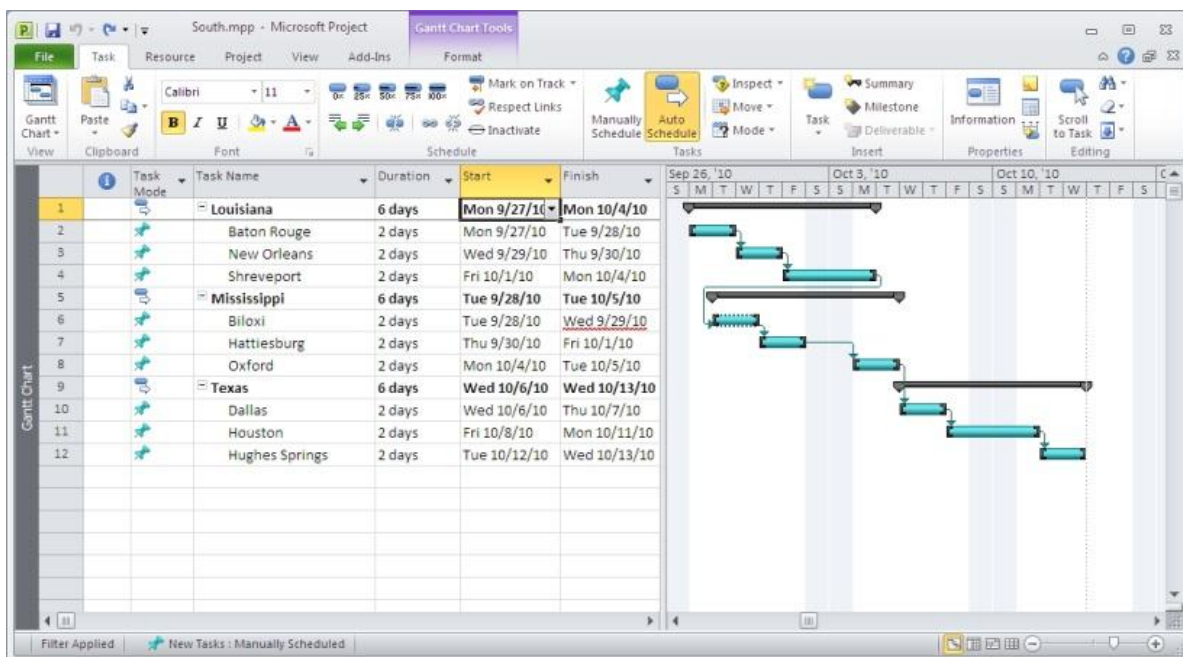 South.mpp - Microsoft Project
Gantt Chart Tools
File Task Resource Project View Add-Ins Format
Calibri 11
0× 25× 50× 75× 100×
Mark on Track
Respect Links
Inactivate
Gantt Chart
Paste
B I U A
Manually Schedule
Auto Schedule
Inspect
Move
Mode
Task
Summary
Milestone
Deliverable
Information
Scroll to Task
View Clipboard Font Schedule Tasks Insert Properties Editing
Task Mode Task Name Duration Start Finish Sep 26, '10 Oct 3, '10 Oct 10, '10
S M T W T F S S M T W T F S S M T W T F S
1 Louisiana 6 days Mon 9/27/10 Mon 10/4/10
2 Baton Rouge 2 days Mon 9/27/10 Tue 9/28/10
3 New Orleans 2 days Wed 9/29/10 Thu 9/30/10
4 Shreveport 2 days Fri 10/1/10 Mon 10/4/10
5 Mississippi 6 days Tue 9/28/10 Tue 10/5/10
6 Biloxi 2 days Tue 9/28/10 Wed 9/29/10
7 Hattiesburg 2 days Thu 9/30/10 Fri 10/1/10
8 Oxford 2 days Mon 10/4/10 Tue 10/5/10
9 Texas 6 days Wed 10/6/10 Wed 10/13/10
10 Dallas 2 days Wed 10/6/10 Thu 10/7/10
11 Houston 2 days Fri 10/8/10 Mon 10/11/10
12 Hughes Springs 2 days Tue 10/12/10 Wed 10/13/10
Gantt Chart
Filter Applied New Tasks : Manually Scheduled